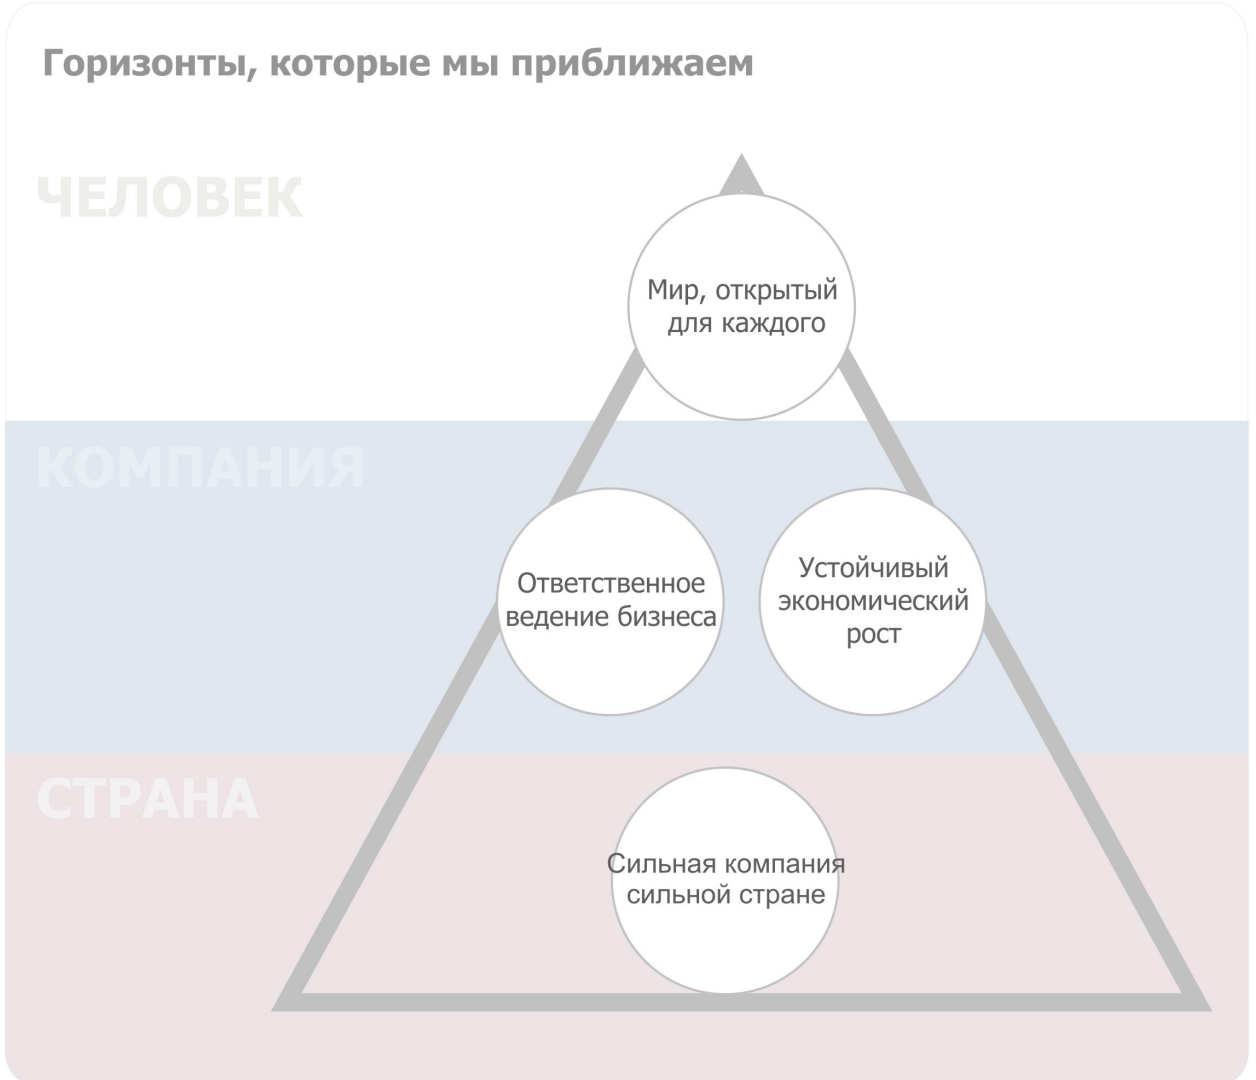 Горизонты, которые мы приближаем
ЧЕЛОВЕК
Мир, открытый
для каждого
КОМПАНИЯ
Ответственное
ведение бизнеса
Устойчивый
экономический
рост
СТРАНА
Сильная компания
сильной стране